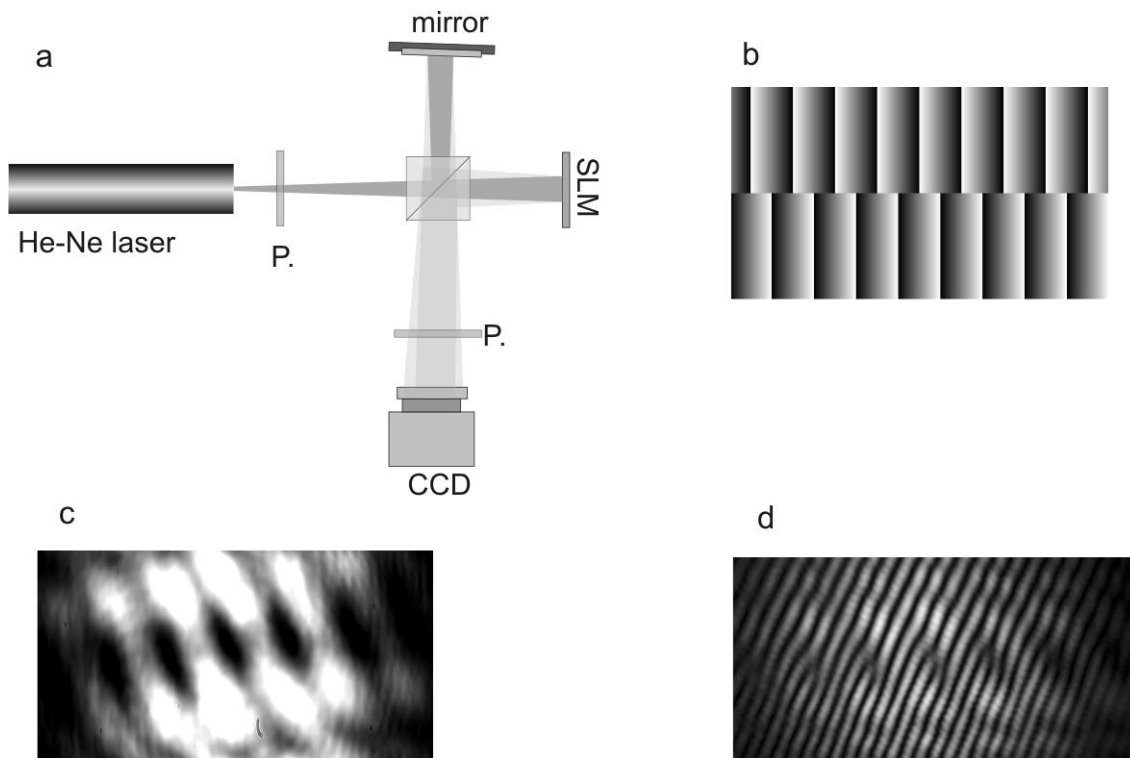 mirror
a
b
SLM
He-Ne laser
P.
P.
CCD
c
d